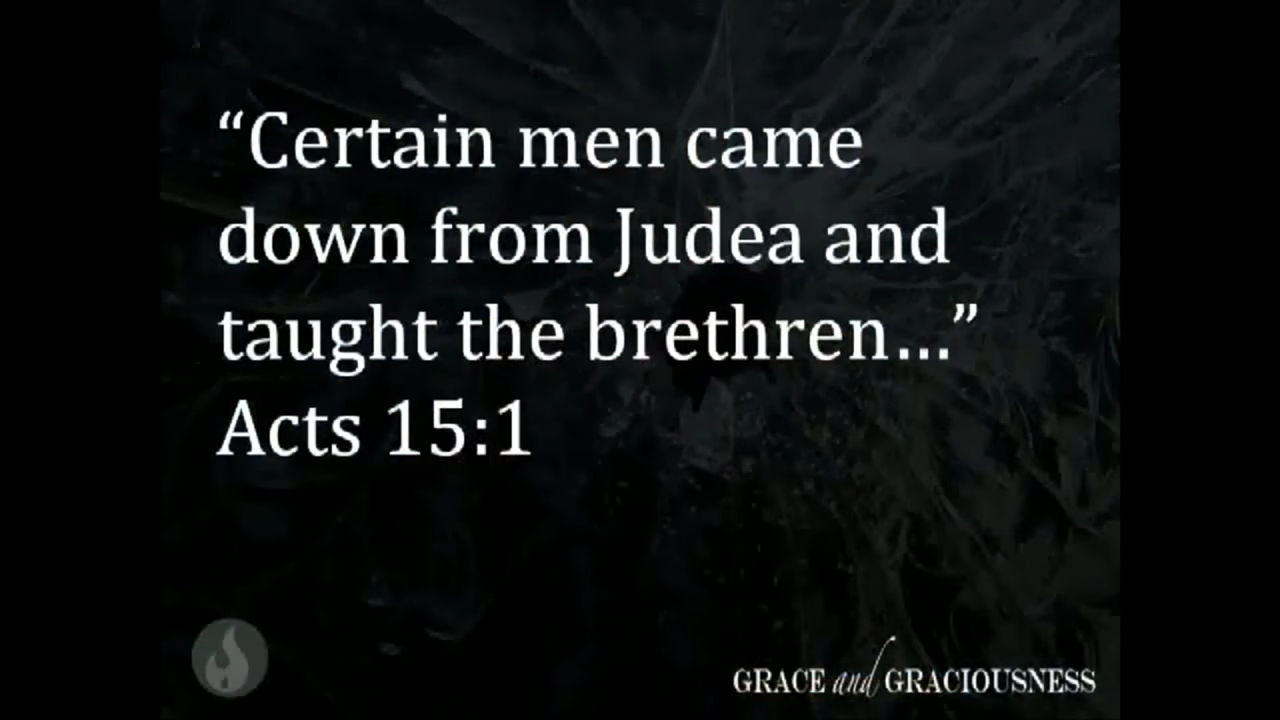 “Certain men came
down from Judea and
taught the brethren…”
Acts 15:1
GRACE and GRACIOUSNESS